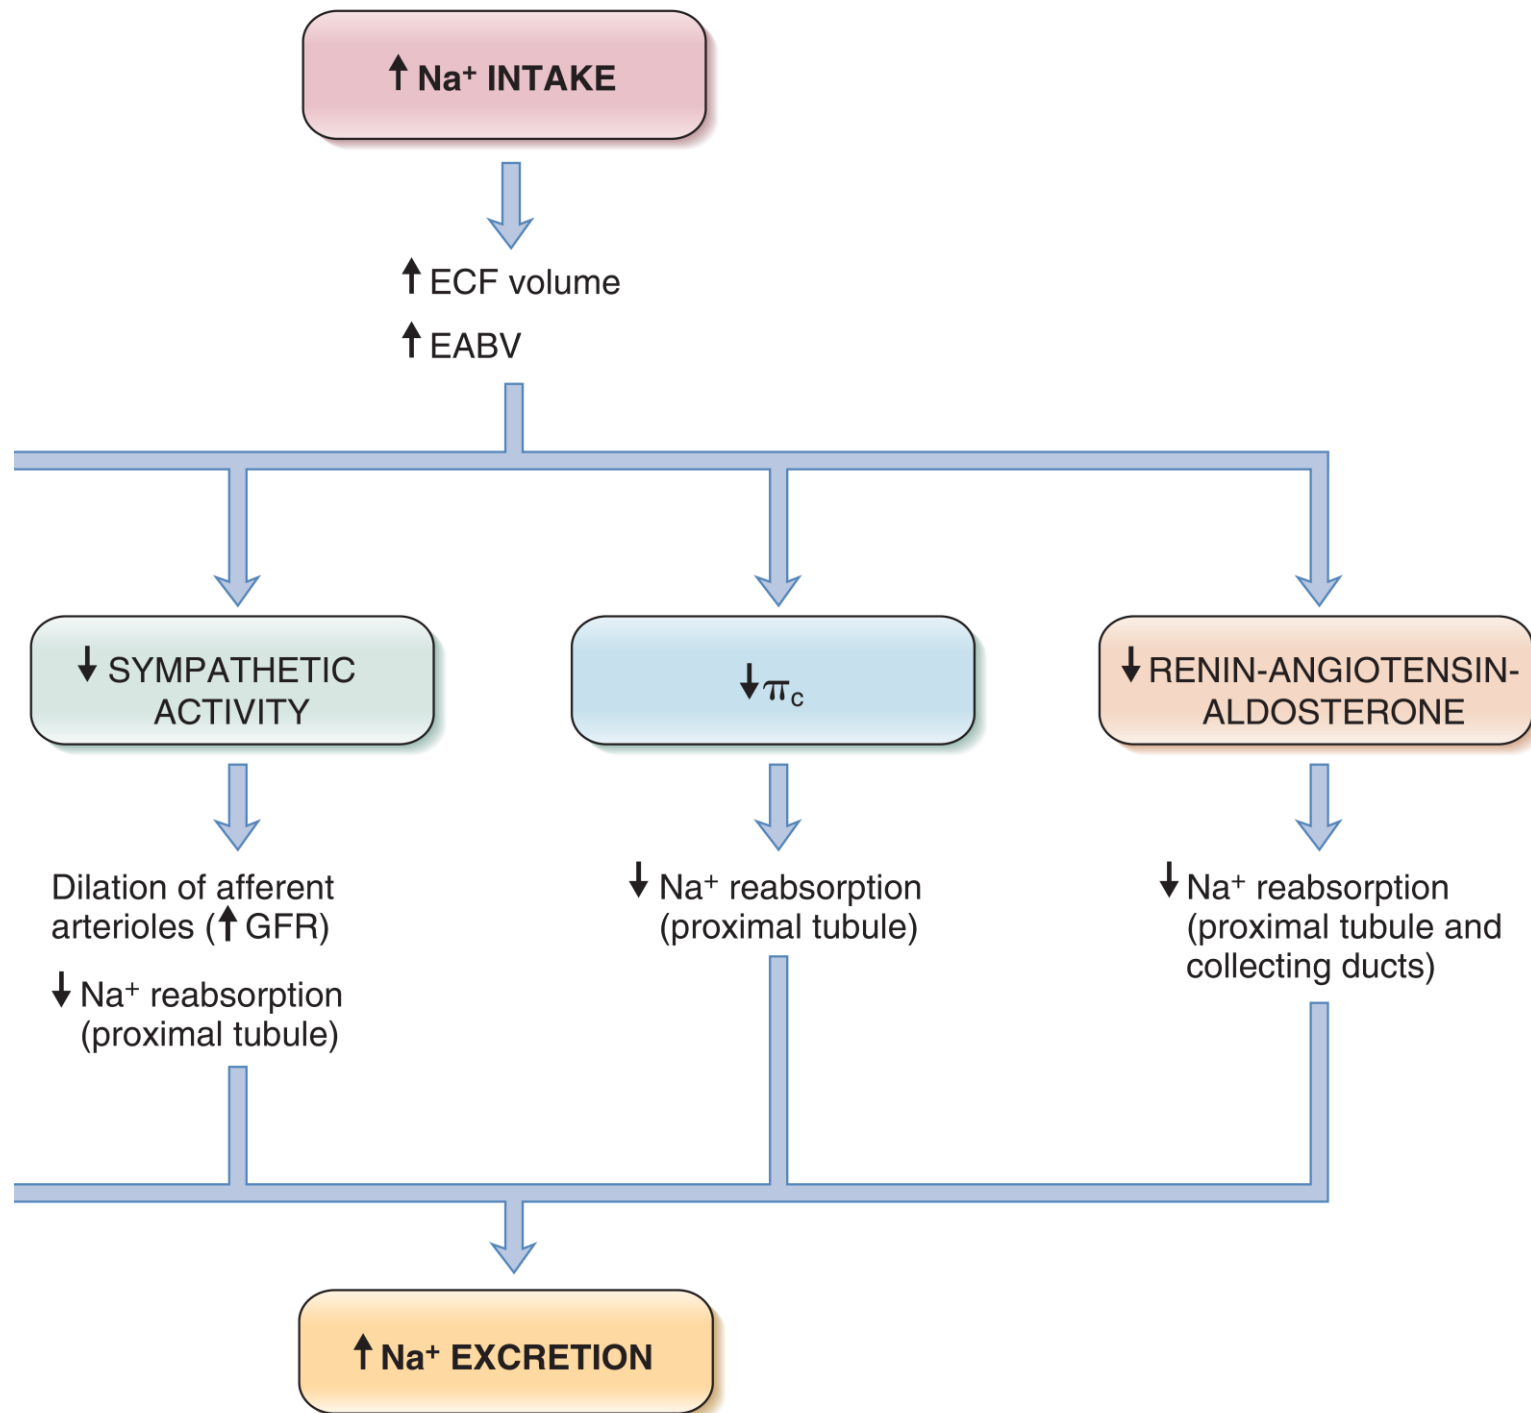 ↑ Na⁺ INTAKE
↑ ECF volume
↑ EABV
↓ SYMPATHETIC
ACTIVITY
Dilation of afferent
arterioles (↑ GFR)
↓ Na⁺ reabsorption
(proximal tubule)
↓ πc
↓ Na⁺ reabsorption
(proximal tubule)
↓ RENIN-ANGIOTENSIN-
ALDOSTERONE
↓ Na⁺ reabsorption
(proximal tubule and
collecting ducts)
↑ Na⁺ EXCRETION